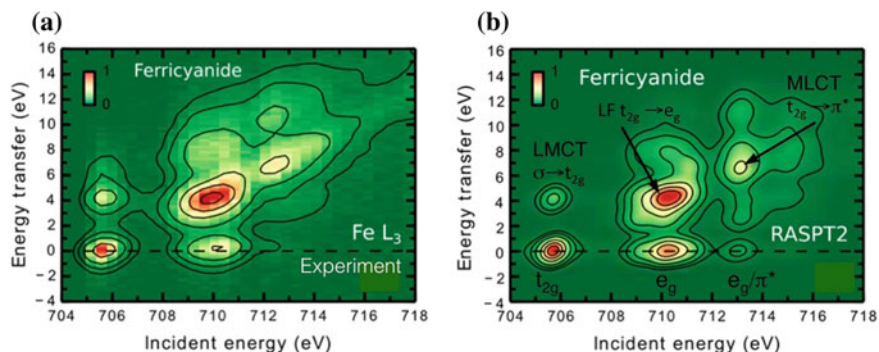 (a)
16
14
12
10
8
6
4
2
0
−2
−4
Energy transfer (eV)
1
0
Ferricyanide
Fe L₃
Experiment
704 706 708 710 712 714 716 718
Incident energy (eV)
(b)
16
14
12
10
8
6
4
2
0
−2
−4
Energy transfer (eV)
1
0
Ferricyanide
MLCT
t₂g→π*
LF t₂g→eg
LMCT
σ→t₂g
RASPT2
t₂g eg eg/π*
704 706 708 710 712 714 716 718
Incident energy (eV)